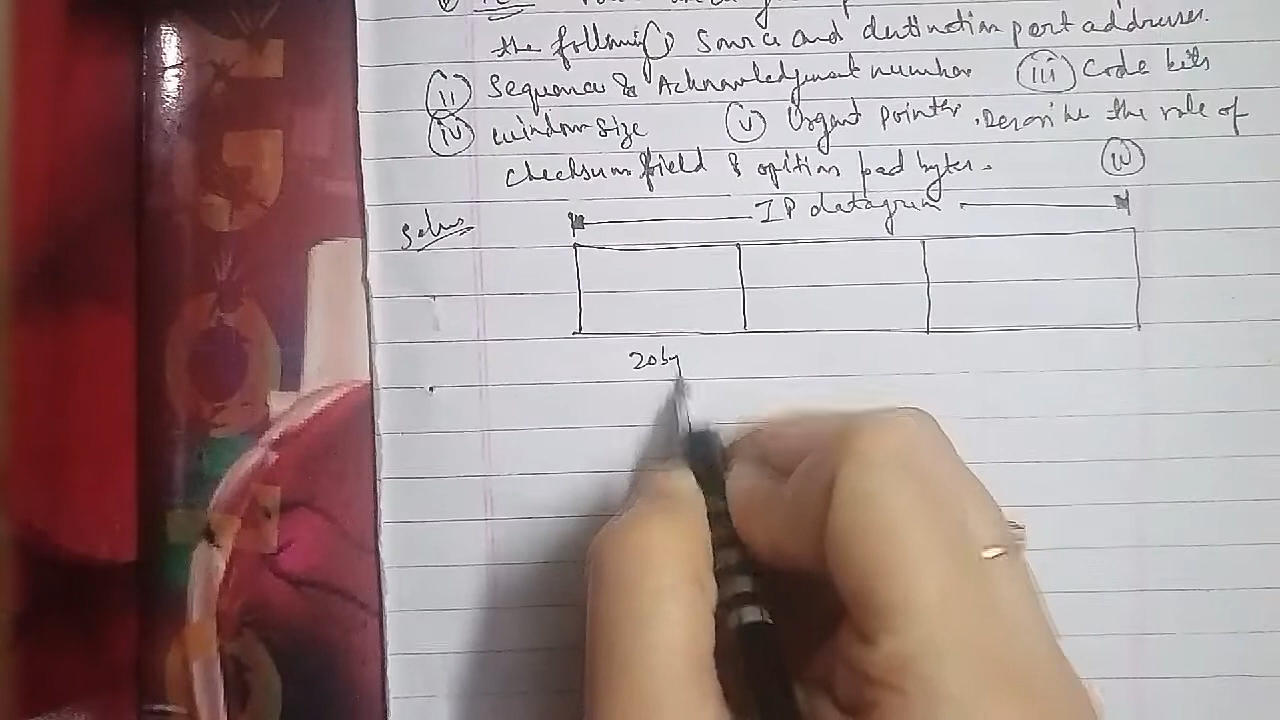 the following (i) Source and destination port addresses.
(ii) Sequence & Acknowledgment number (iii) Code bits
(iv) window size (v) Urgent pointer . Describe the role of
checksum field & option pad bytes.
Solns IP datagram
20by